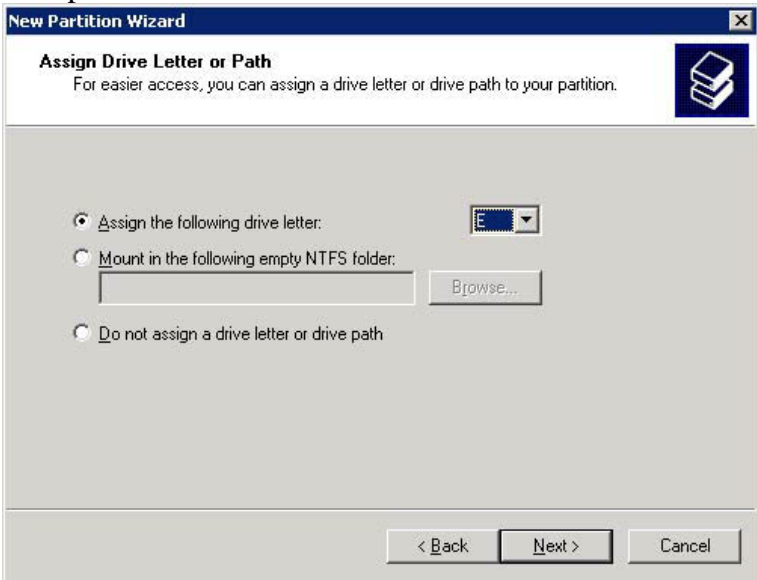 New Partition Wizard
Assign Drive Letter or Path
For easier access, you can assign a drive letter or drive path to your partition.
Assign the following drive letter: E
Mount in the following empty NTFS folder:
Browse...
Do not assign a drive letter or drive path
< Back Next > Cancel